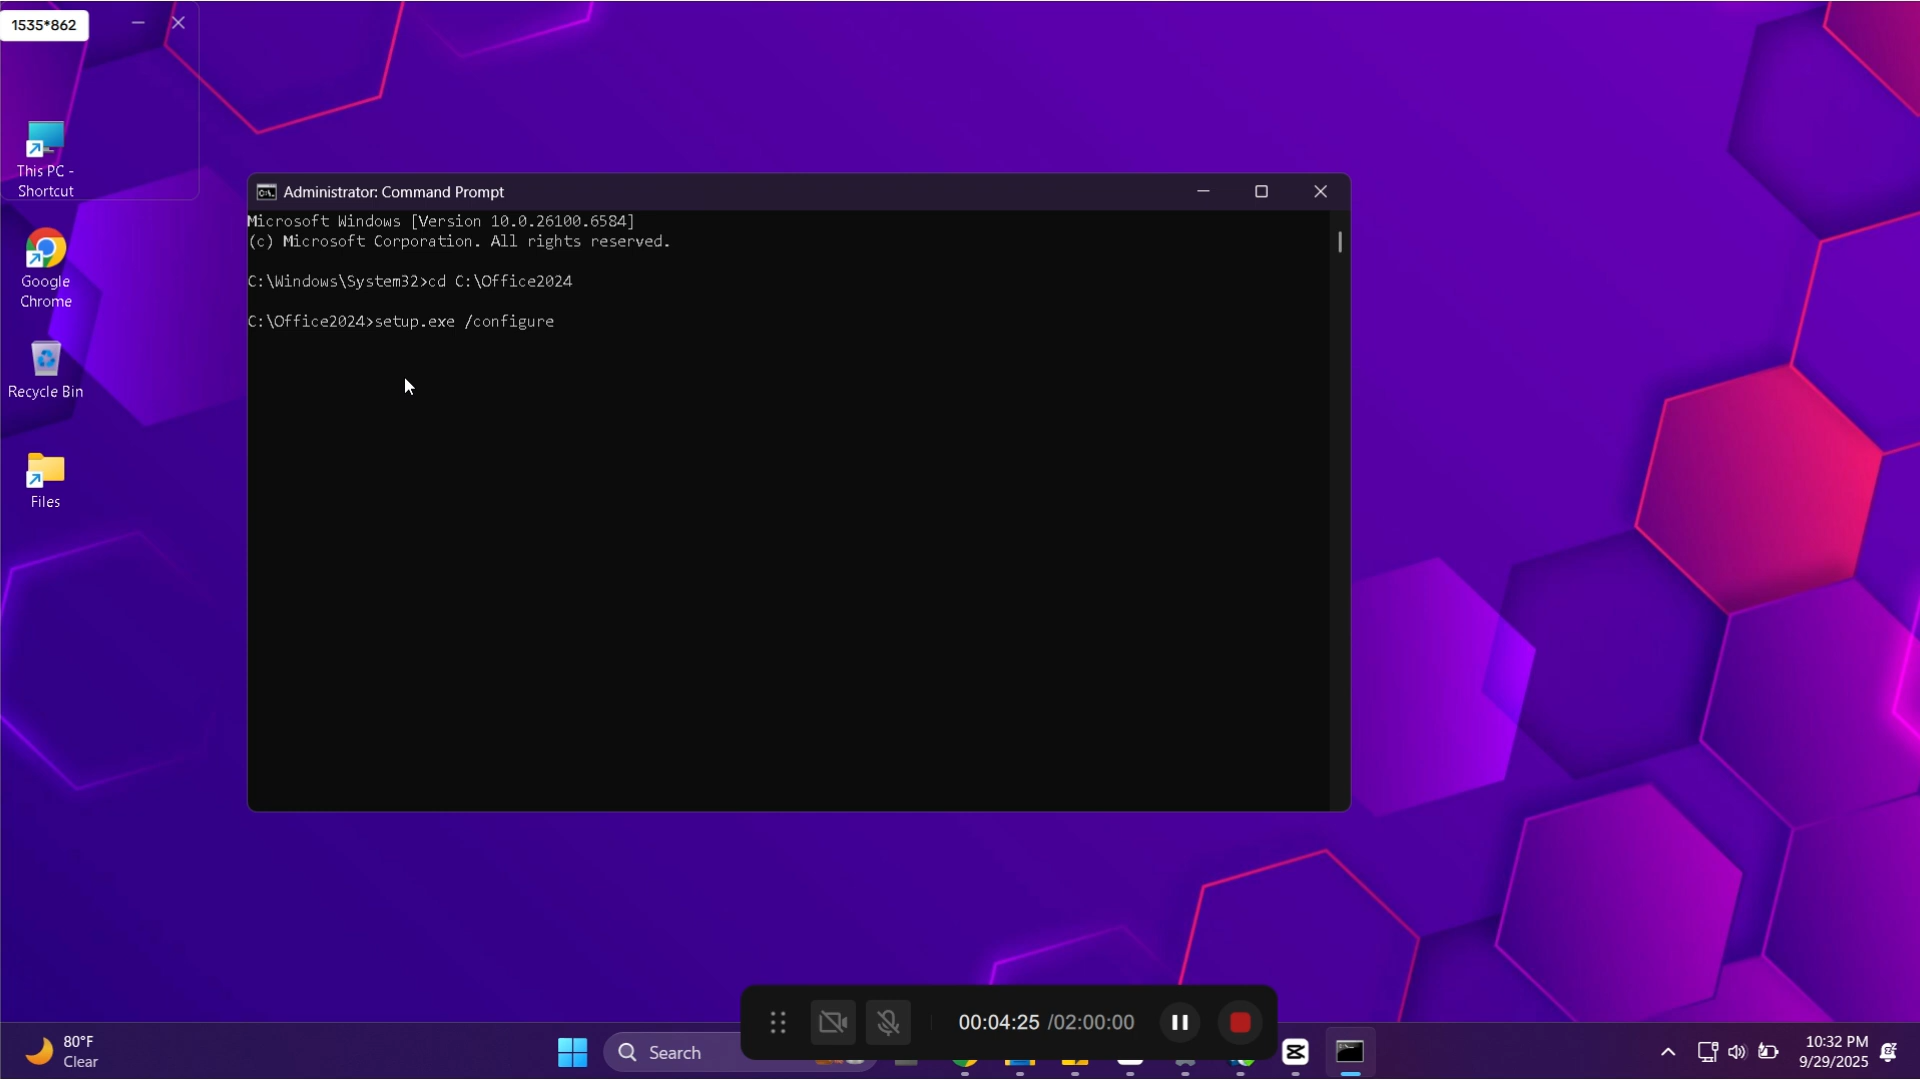 1535*862
This PC -
Shortcut
Google
Chrome
Recycle Bin
Files
Administrator: Command Prompt
Microsoft Windows [Version 10.0.26100.6584]
(c) Microsoft Corporation. All rights reserved.
C:\Windows\System32>cd C:\Office2024
C:\Office2024>setup.exe /configure
00:04:25 /02:00:00
80°F
Clear
Search
10:32 PM
9/29/2025